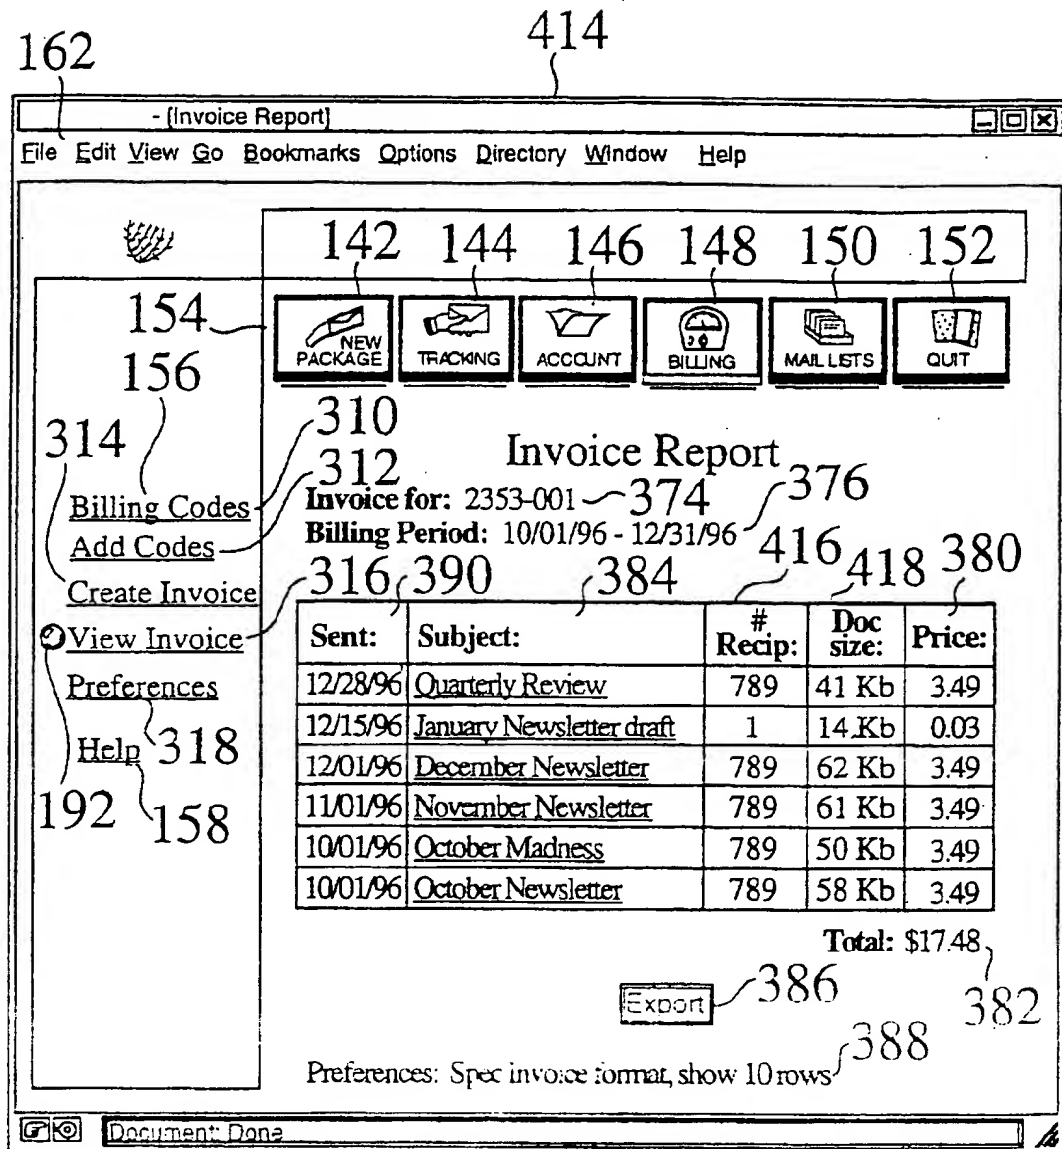 414
162
- [Invoice Report]
File Edit View Go Bookmarks Options Directory Window Help
142 144 146 148 150 152
154
NEW PACKAGE TRACKING ACCOUNT BILLING MAIL LISTS QUIT
156
310
314
312
Invoice Report
Invoice for: 2353-001 374 376
Billing Codes
Billing Period: 10/01/96 - 12/31/96
Add Codes
316 390 384 416 418 380
Create Invoice
Sent: Subject: # Recip: Doc size: Price:
View Invoice
12/28/96 Quarterly Review 789 41 Kb 3.49
Preferences
12/15/96 January Newsletter draft 1 14 Kb 0.03
Help 318
12/01/96 December Newsletter 789 62 Kb 3.49
192 158
11/01/96 November Newsletter 789 61 Kb 3.49
10/01/96 October Madness 789 50 Kb 3.49
10/01/96 October Newsletter 789 58 Kb 3.49
Total: $17.48
Export 386 382
388
Preferences: Spec invoice format, show 10 rows
Document: Done